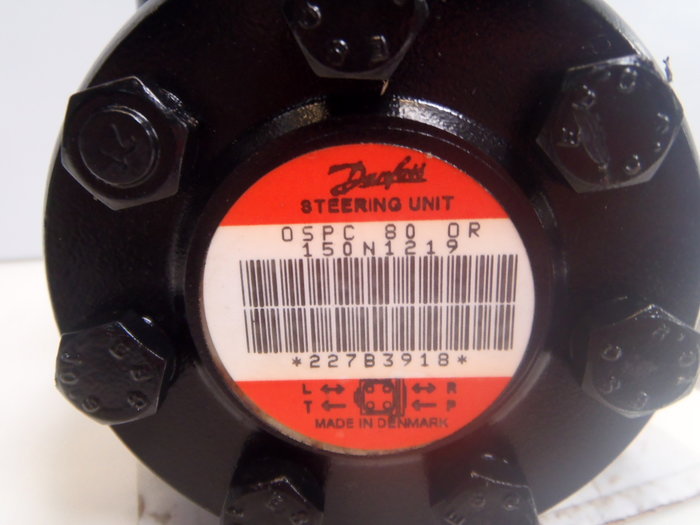 Danfoss
STEERING UNIT
OSPC 80 OR
150N1219
*227B3918*
L R
T P
MADE IN DENMARK